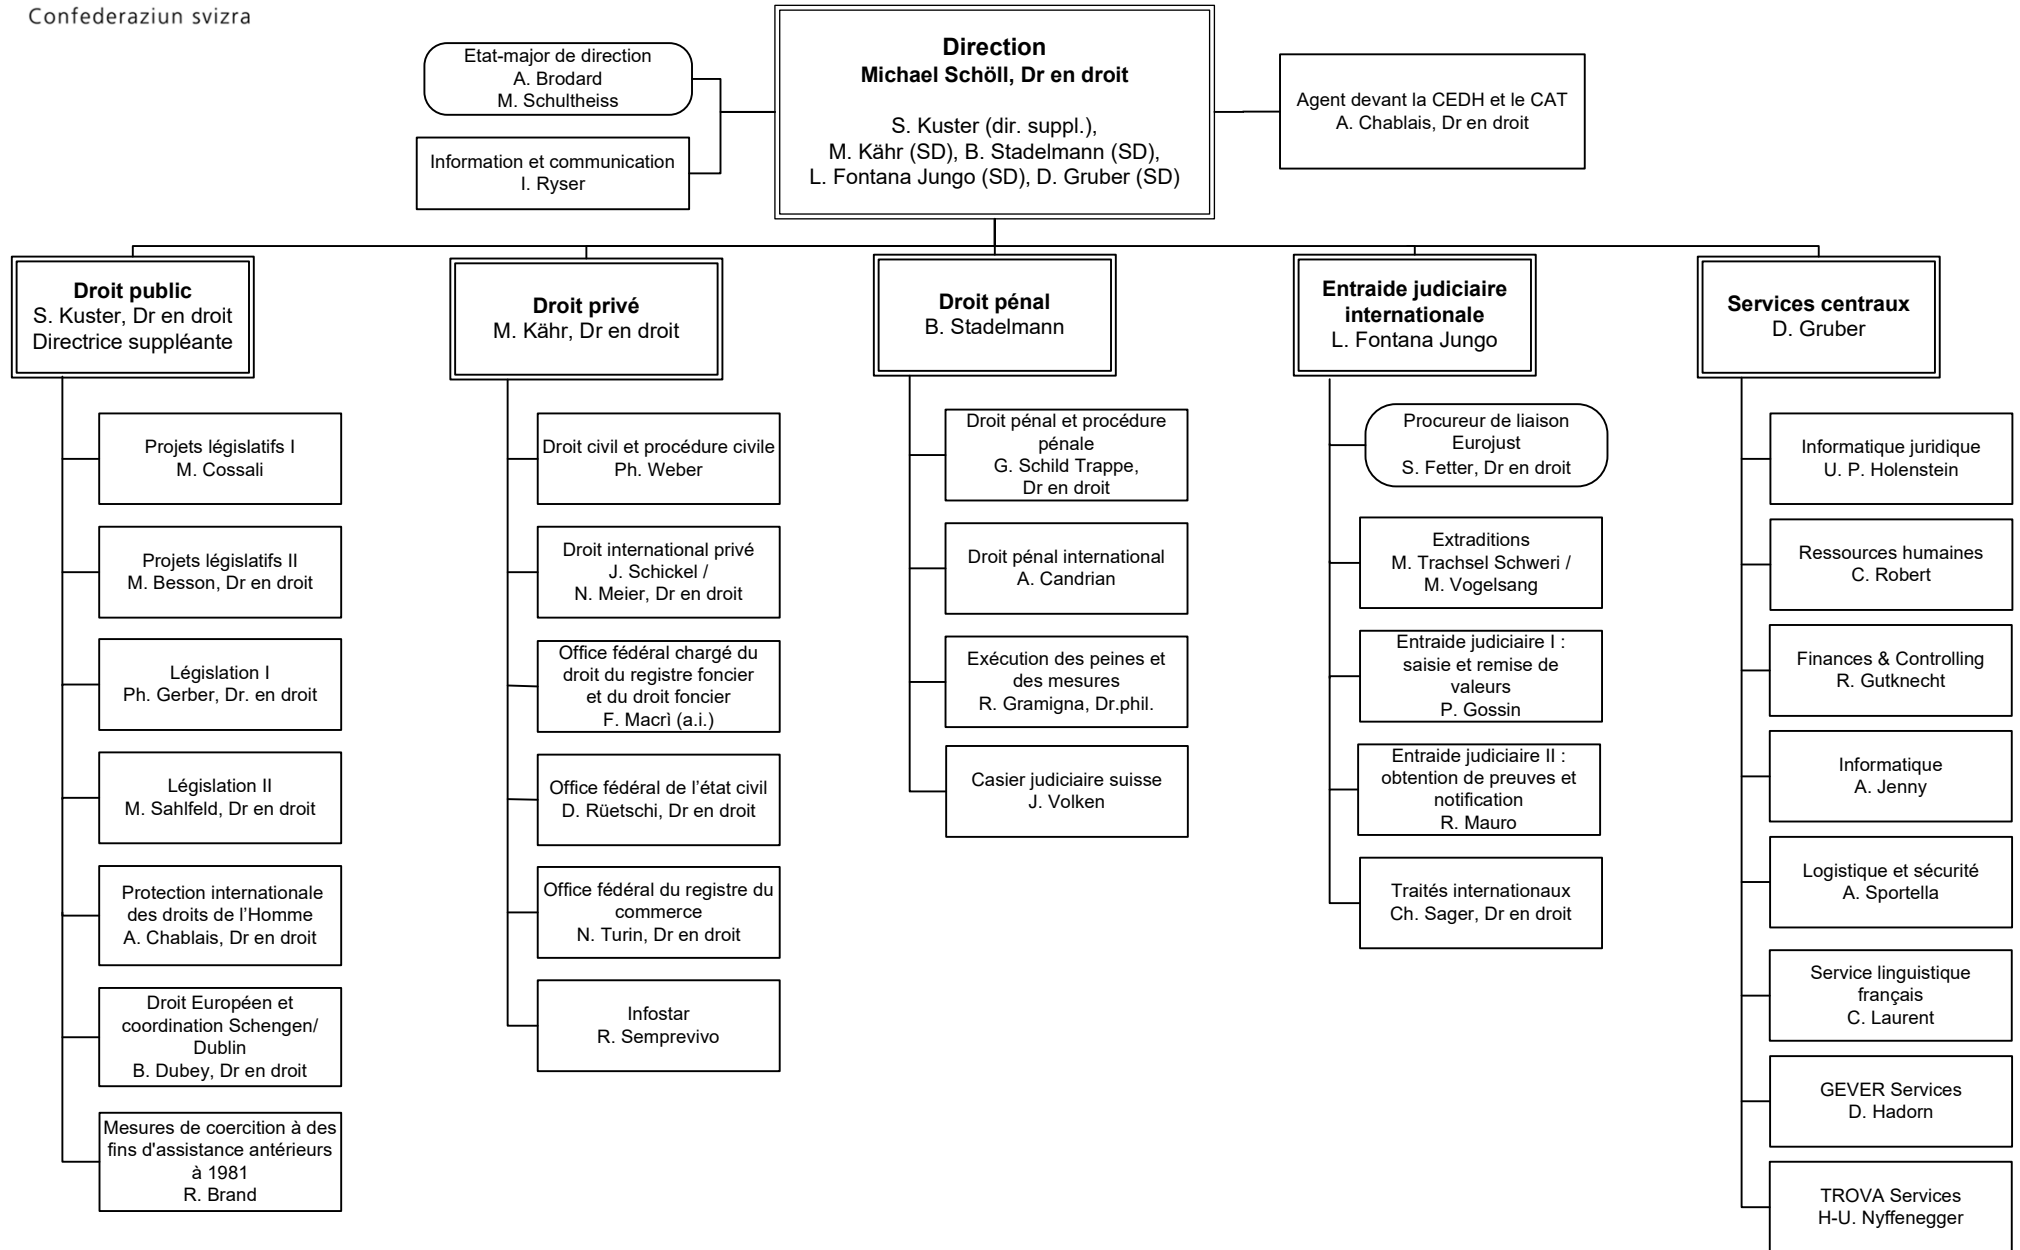 Confederaziun svizra
Etat-major de direction
A. Brodard
M. Schultheiss
Information et communication
I. Ryser
Direction
Michael Schöll, Dr en droit
S. Kuster (dir. suppl.),
M. Kähr (SD), B. Stadelmann (SD),
L. Fontana Jungo (SD), D. Gruber (SD)
Agent devant la CEDH et le CAT
A. Chablais, Dr en droit
Droit public
S. Kuster, Dr en droit
Directrice suppléante
Projets législatifs I
M. Cossali
Projets législatifs II
M. Besson, Dr en droit
Législation I
Ph. Gerber, Dr. en droit
Législation II
M. Sahlfeld, Dr en droit
Protection internationale
des droits de l’Homme
A. Chablais, Dr en droit
Droit Européen et
coordination Schengen/
Dublin
B. Dubey, Dr en droit
Mesures de coercition à des
fins d'assistance antérieurs
à 1981
R. Brand
Droit privé
M. Kähr, Dr en droit
Droit civil et procédure civile
Ph. Weber
Droit international privé
J. Schickel /
N. Meier, Dr en droit
Office fédéral chargé du
droit du registre foncier
et du droit foncier
F. Macrì (a.i.)
Office fédéral de l’état civil
D. Rüetschi, Dr en droit
Office fédéral du registre du
commerce
N. Turin, Dr en droit
Infostar
R. Semprevivo
Droit pénal
B. Stadelmann
Droit pénal et procédure
pénale
G. Schild Trappe,
Dr en droit
Droit pénal international
A. Candrian
Exécution des peines et
des mesures
R. Gramigna, Dr.phil.
Casier judiciaire suisse
J. Volken
Entraide judiciaire
internationale
L. Fontana Jungo
Procureur de liaison
Eurojust
S. Fetter, Dr en droit
Extraditions
M. Trachsel Schweri /
M. Vogelsang
Entraide judiciaire I :
saisie et remise de
valeurs
P. Gossin
Entraide judiciaire II :
obtention de preuves et
notification
R. Mauro
Traités internationaux
Ch. Sager, Dr en droit
Services centraux
D. Gruber
Informatique juridique
U. P. Holenstein
Ressources humaines
C. Robert
Finances & Controlling
R. Gutknecht
Informatique
A. Jenny
Logistique et sécurité
A. Sportella
Service linguistique
français
C. Laurent
GEVER Services
D. Hadorn
TROVA Services
H-U. Nyffenegger